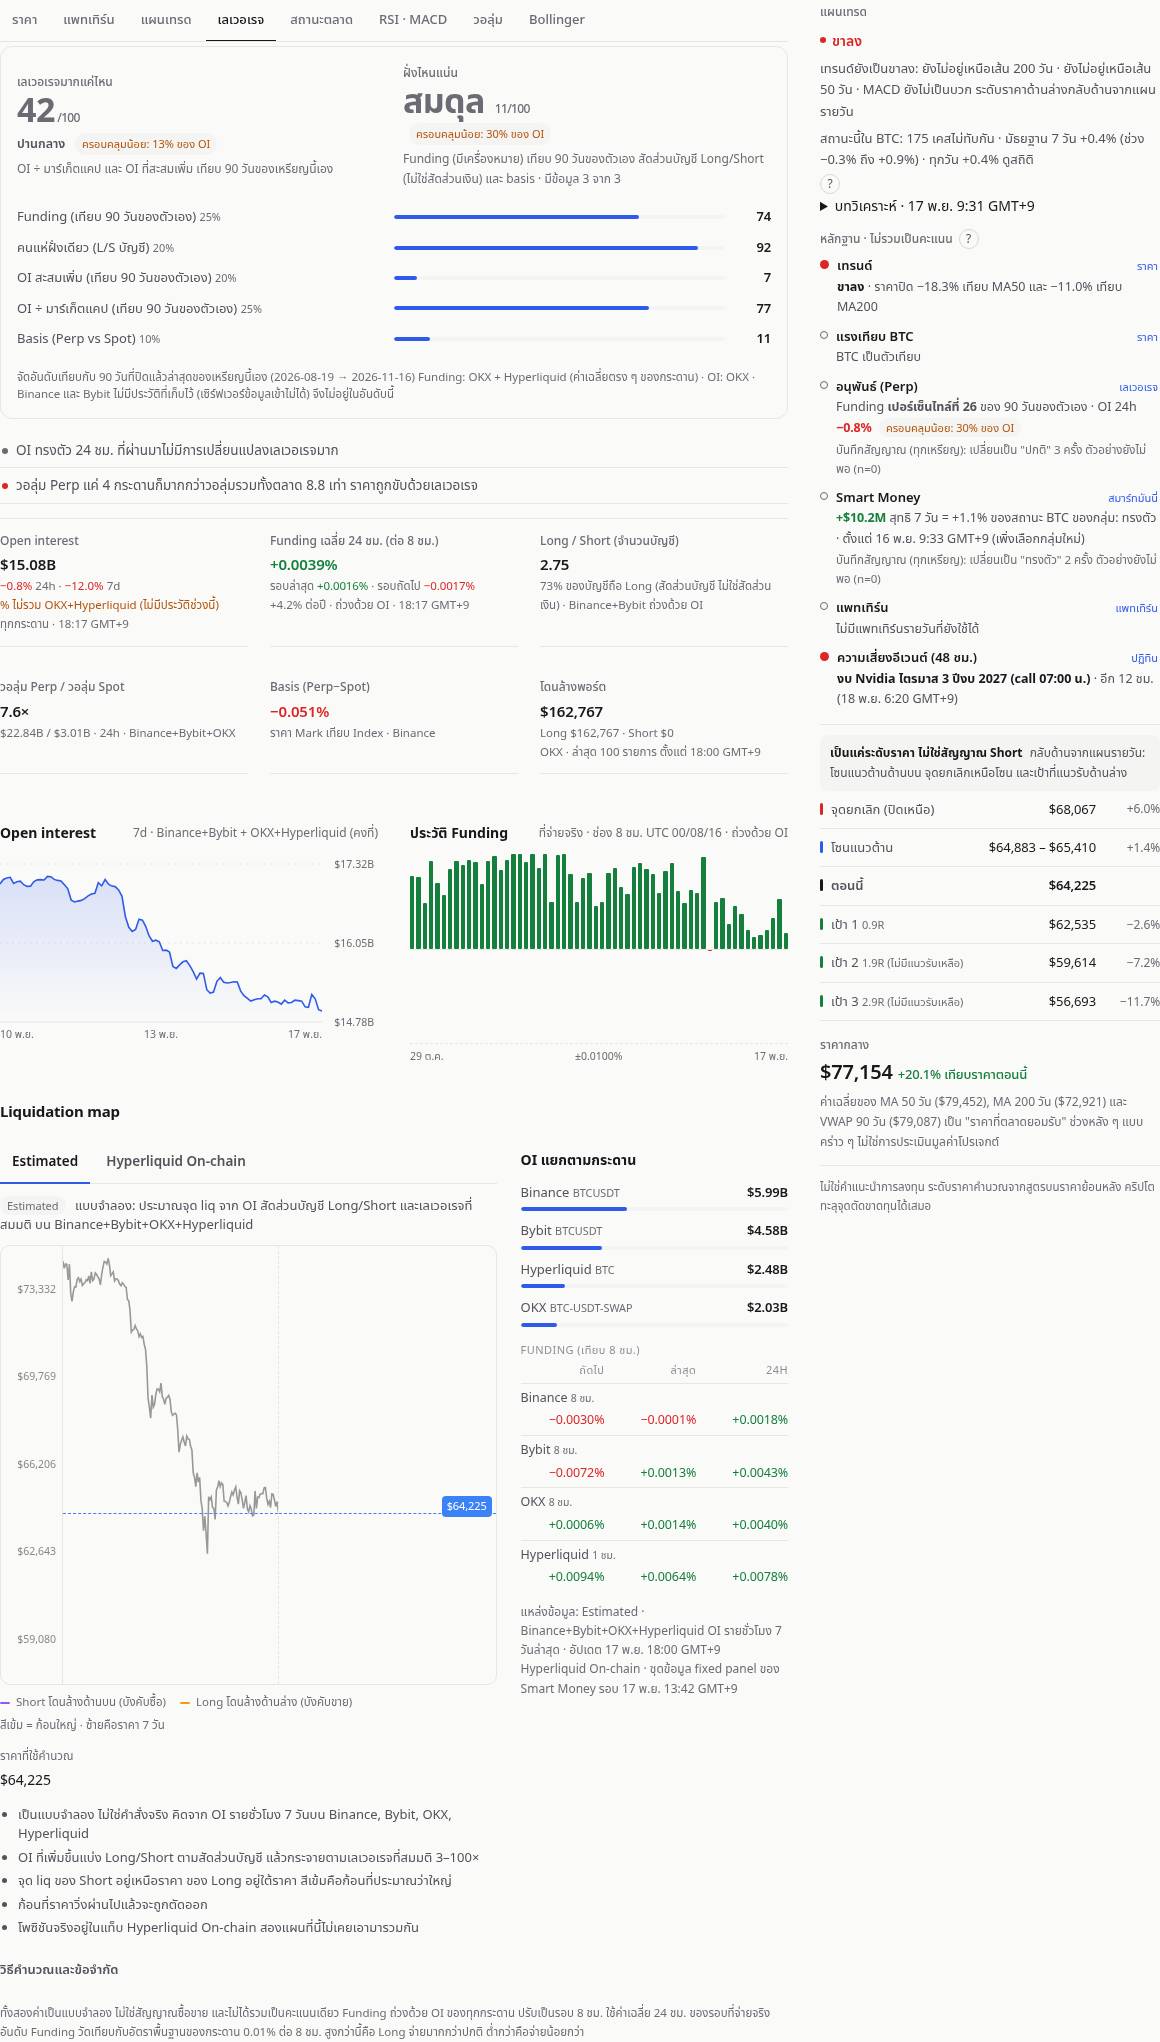 ราคา แพทเทิร์น แผนเทรด เลเวอเรจ สถานะตลาด RSI · MACD วอลุ่ม Bollinger
เลเวอเรจมากแค่ไหน
42/100
ปานกลาง ครอบคลุมน้อย: 13% ของ OI
OI ÷ มาร์เก็ตแคป และ OI ที่สะสมเพิ่ม เทียบ 90 วันของเหรียญนี้เอง
ฝั่งไหนแน่น
สมดุล 11/100
ครอบคลุมน้อย: 30% ของ OI
Funding (มีเครื่องหมาย) เทียบ 90 วันของตัวเอง สัดส่วนบัญชี Long/Short
(ไม่ใช่สัดส่วนเงิน) และ basis · มีข้อมูล 3 จาก 3
Funding (เทียบ 90 วันของตัวเอง) 25% 74
คนแห่ฝั่งเดียว (L/S บัญชี) 20% 92
OI สะสมเพิ่ม (เทียบ 90 วันของตัวเอง) 20% 7
OI ÷ มาร์เก็ตแคป (เทียบ 90 วันของตัวเอง) 25% 77
Basis (Perp vs Spot) 10% 11
จัดอันดับเทียบกับ 90 วันที่ปิดแล้วล่าสุดของเหรียญนี้เอง (2026-08-19 → 2026-11-16) Funding: OKX + Hyperliquid (ค่าเฉลี่ยตรง ๆ ของกระดาน) · OI: OKX ·
Binance และ Bybit ไม่มีประวัติที่เก็บไว้ (เซิร์ฟเวอร์ข้อมูลเข้าไม่ได้) จึงไม่อยู่ในอันดับนี้
OI ทรงตัว 24 ชม. ที่ผ่านมาไม่มีการเปลี่ยนแปลงเลเวอเรจมาก
วอลุ่ม Perp แค่ 4 กระดานก็มากกว่าวอลุ่มรวมทั้งตลาด 8.8 เท่า ราคาถูกขับด้วยเลเวอเรจ
Open interest
$15.08B
−0.8% 24h · −12.0% 7d
% ไม่รวม OKX+Hyperliquid (ไม่มีประวัติช่วงนี้)
ทุกกระดาน · 18:17 GMT+9
Funding เฉลี่ย 24 ชม. (ต่อ 8 ชม.)
+0.0039%
รอบล่าสุด +0.0016% · รอบถัดไป −0.0017%
+4.2% ต่อปี · ถ่วงด้วย OI · 18:17 GMT+9
Long / Short (จำนวนบัญชี)
2.75
73% ของบัญชีถือ Long (สัดส่วนบัญชี ไม่ใช่สัดส่วน
เงิน) · Binance+Bybit ถ่วงด้วย OI
วอลุ่ม Perp / วอลุ่ม Spot
7.6×
$22.84B / $3.01B · 24h · Binance+Bybit+OKX
Basis (Perp−Spot)
−0.051%
ราคา Mark เทียบ Index · Binance
โดนล้างพอร์ต
$162,767
Long $162,767 · Short $0
OKX · ล่าสุด 100 รายการ ตั้งแต่ 18:00 GMT+9
Open interest 7d · Binance+Bybit + OKX+Hyperliquid (คงที่)
$17.32B
$16.05B
$14.78B
10 พ.ย. 13 พ.ย. 17 พ.ย.
ประวัติ Funding ที่จ่ายจริง · ช่อง 8 ชม. UTC 00/08/16 · ถ่วงด้วย OI
29 ต.ค. ±0.0100% 17 พ.ย.
Liquidation map
Estimated Hyperliquid On-chain
Estimated แบบจำลอง: ประมาณจุด liq จาก OI สัดส่วนบัญชี Long/Short และเลเวอเรจที่
สมมติ บน Binance+Bybit+OKX+Hyperliquid
$73,332
$69,769
$66,206
$64,225
$62,643
$59,080
Short โดนล้างด้านบน (บังคับซื้อ) Long โดนล้างด้านล่าง (บังคับขาย)
สีเข้ม = ก้อนใหญ่ · ซ้ายคือราคา 7 วัน
ราคาที่ใช้คำนวณ
$64,225
เป็นแบบจำลอง ไม่ใช่คำสั่งจริง คิดจาก OI รายชั่วโมง 7 วันบน Binance, Bybit, OKX,
Hyperliquid
OI ที่เพิ่มขึ้นแบ่ง Long/Short ตามสัดส่วนบัญชี แล้วกระจายตามเลเวอเรจที่สมมติ 3–100×
จุด liq ของ Short อยู่เหนือราคา ของ Long อยู่ใต้ราคา สีเข้มคือก้อนที่ประมาณว่าใหญ่
ก้อนที่ราคาวิ่งผ่านไปแล้วจะถูกตัดออก
โพซิชันจริงอยู่ในแท็บ Hyperliquid On-chain สองแผนที่นี้ไม่เคยเอามารวมกัน
OI แยกตามกระดาน
Binance BTCUSDT $5.99B
Bybit BTCUSDT $4.58B
Hyperliquid BTC $2.48B
OKX BTC-USDT-SWAP $2.03B
FUNDING (เทียบ 8 ชม.)
ถัดไป ล่าสุด 24H
Binance 8 ชม.
−0.0030% −0.0001% +0.0018%
Bybit 8 ชม.
−0.0072% +0.0013% +0.0043%
OKX 8 ชม.
+0.0006% +0.0014% +0.0040%
Hyperliquid 1 ชม.
+0.0094% +0.0064% +0.0078%
แหล่งข้อมูล: Estimated ·
Binance+Bybit+OKX+Hyperliquid OI รายชั่วโมง 7
วันล่าสุด · อัปเดต 17 พ.ย. 18:00 GMT+9
Hyperliquid On-chain · ชุดข้อมูล fixed panel ของ
Smart Money รอบ 17 พ.ย. 13:42 GMT+9
วิธีคำนวณและข้อจำกัด
ทั้งสองค่าเป็นแบบจำลอง ไม่ใช่สัญญาณซื้อขาย และไม่ได้รวมเป็นคะแนนเดียว Funding ถ่วงด้วย OI ของทุกกระดาน ปรับเป็นรอบ 8 ชม. ใช้ค่าเฉลี่ย 24 ชม. ของรอบที่จ่ายจริง
อันดับ Funding วัดเทียบกับอัตราพื้นฐานของกระดาน 0.01% ต่อ 8 ชม. สูงกว่านี้คือ Long จ่ายมากกว่าปกติ ต่ำกว่าคือจ่ายน้อยกว่า
แผนเทรด
ขาลง
เทรนด์ยังเป็นขาลง: ยังไม่อยู่เหนือเส้น 200 วัน · ยังไม่อยู่เหนือเส้น
50 วัน · MACD ยังไม่เป็นบวก ระดับราคาด้านล่างกลับด้านจากแผน
รายวัน
สถานะนี้ใน BTC: 175 เคสไม่ทับกัน · มัธยฐาน 7 วัน +0.4% (ช่วง
−0.3% ถึง +0.9%) · ทุกวัน +0.4% ดูสถิติ
?
บทวิเคราะห์ · 17 พ.ย. 9:31 GMT+9
หลักฐาน · ไม่รวมเป็นคะแนน ?
เทรนด์ ราคา
ขาลง · ราคาปิด −18.3% เทียบ MA50 และ −11.0% เทียบ
MA200
แรงเทียบ BTC ราคา
BTC เป็นตัวเทียบ
อนุพันธ์ (Perp) เลเวอเรจ
Funding เปอร์เซ็นไทล์ที่ 26 ของ 90 วันของตัวเอง · OI 24h
−0.8% ครอบคลุมน้อย: 30% ของ OI
บันทึกสัญญาณ (ทุกเหรียญ): เปลี่ยนเป็น "ปกติ" 3 ครั้ง ตัวอย่างยังไม่
พอ (n=0)
Smart Money สมาร์ทมันนี่
+$10.2M สุทธิ 7 วัน = +1.1% ของสถานะ BTC ของกลุ่ม: ทรงตัว
· ตั้งแต่ 16 พ.ย. 9:33 GMT+9 (เพิ่งเลือกกลุ่มใหม่)
บันทึกสัญญาณ (ทุกเหรียญ): เปลี่ยนเป็น "ทรงตัว" 2 ครั้ง ตัวอย่างยังไม่
พอ (n=0)
แพทเทิร์น แพทเทิร์น
ไม่มีแพทเทิร์นรายวันที่ยังใช้ได้
ความเสี่ยงอีเวนต์ (48 ชม.) ปฏิทิน
งบ Nvidia ไตรมาส 3 ปีงบ 2027 (call 07:00 น.) · อีก 12 ชม.
(18 พ.ย. 6:20 GMT+9)
เป็นแค่ระดับราคา ไม่ใช่สัญญาณ Short กลับด้านจากแผนรายวัน:
โซนแนวต้านด้านบน จุดยกเลิกเหนือโซน และเป้าที่แนวรับด้านล่าง
จุดยกเลิก (ปิดเหนือ) $68,067 +6.0%
โซนแนวต้าน $64,883 – $65,410 +1.4%
ตอนนี้ $64,225
เป้า 1 0.9R $62,535 −2.6%
เป้า 2 1.9R (ไม่มีแนวรับเหลือ) $59,614 −7.2%
เป้า 3 2.9R (ไม่มีแนวรับเหลือ) $56,693 −11.7%
ราคากลาง
$77,154 +20.1% เทียบราคาตอนนี้
ค่าเฉลี่ยของ MA 50 วัน ($79,452), MA 200 วัน ($72,921) และ
VWAP 90 วัน ($79,087) เป็น "ราคาที่ตลาดยอมรับ" ช่วงหลัง ๆ แบบ
คร่าว ๆ ไม่ใช่การประเมินมูลค่าโปรเจกต์
ไม่ใช่คำแนะนำการลงทุน ระดับราคาคำนวณจากสูตรบนราคาย้อนหลัง คริปโต
ทะลุจุดตัดขาดทุนได้เสมอ